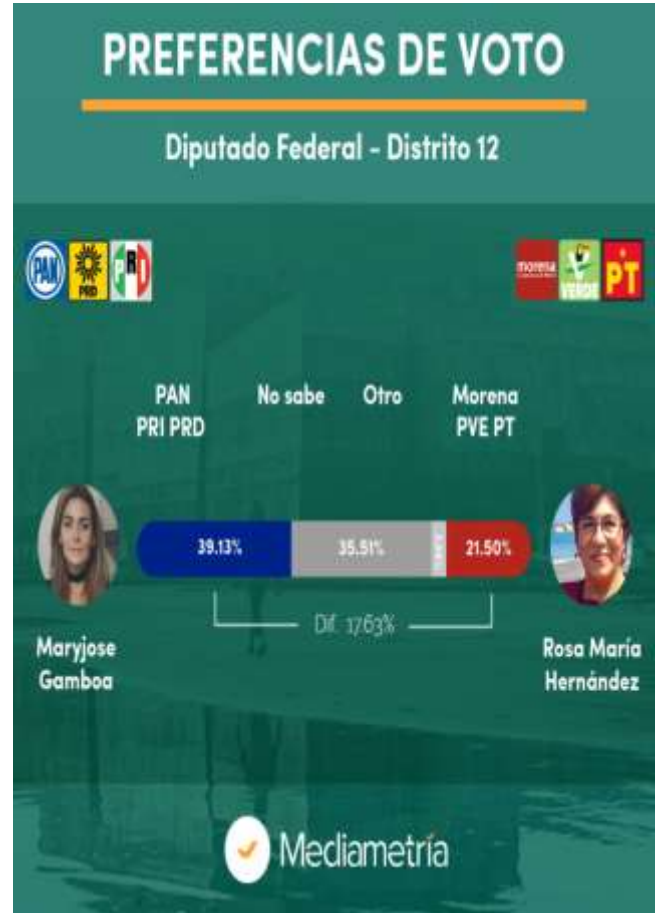 PREFERENCIAS DE VOTO
Diputado Federal - Distrito 12
PAN PRD PRI
morena VERDE PT
PAN
PRI PRD
No sabe
Otro
Morena
PVE PT
39.13%
35.51%
21.50%
Dif. 17.63%
Maryjose
Gamboa
Rosa María
Hernández
Mediametría